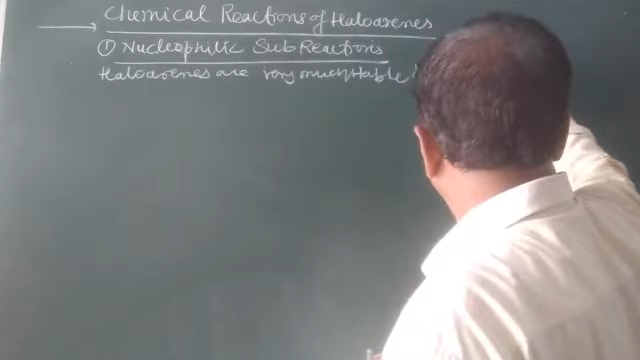 Chemical Reactions of Haloarenes
① Nucleophilic Sub Reactions
Haloarenes are very much stable